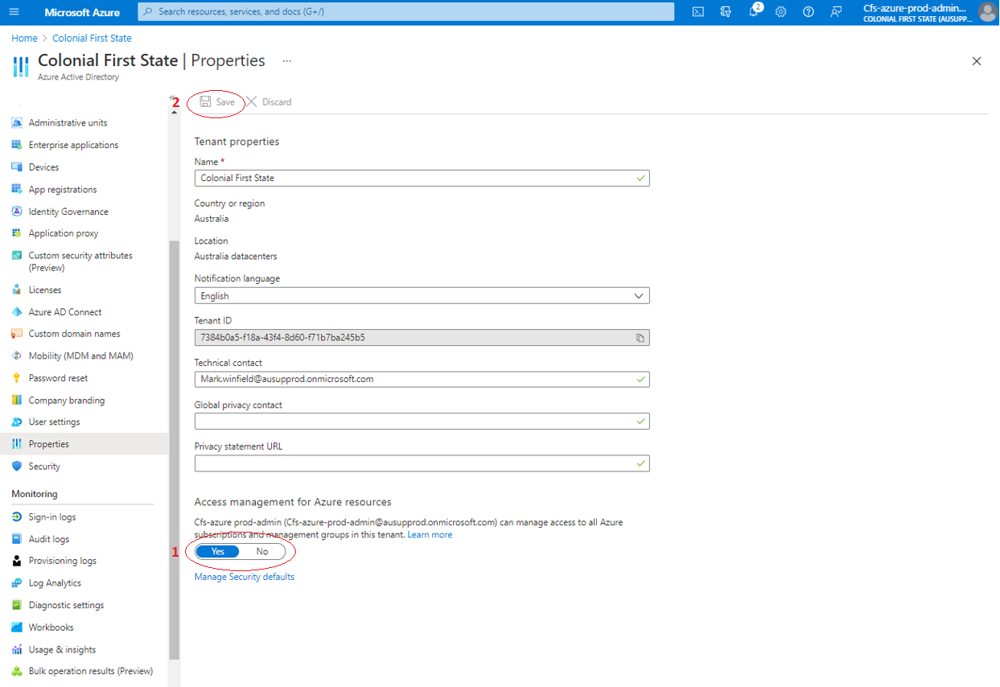 Microsoft Azure
Search resources, services, and docs (G+/)
2
Cfs-azure-prod-admin...
COLONIAL FIRST STATE (AUSUPP...
Home > Colonial First State
Colonial First State | Properties ...
Azure Active Directory
«
2
Save
Discard
Administrative units
Enterprise applications
Devices
App registrations
Identity Governance
Application proxy
Custom security attributes
(Preview)
Licenses
Azure AD Connect
Custom domain names
Mobility (MDM and MAM)
Password reset
Company branding
User settings
Properties
Security
Monitoring
Sign-in logs
Audit logs
Provisioning logs
Log Analytics
Diagnostic settings
Workbooks
Usage & insights
Bulk operation results (Preview)
Tenant properties
Name *
Colonial First State
Country or region
Australia
Location
Australia datacenters
Notification language
English
Tenant ID
7384b0a5-f18a-43f4-8d60-f71b7ba245b5
Technical contact
Mark.winfield@ausupprod.onmicrosoft.com
Global privacy contact
Privacy statement URL
Access management for Azure resources
Cfs-azure prod-admin (Cfs-azure-prod-admin@ausupprod.onmicrosoft.com) can manage access to all Azure
subscriptions and management groups in this tenant. Learn more
1
Yes No
Manage Security defaults